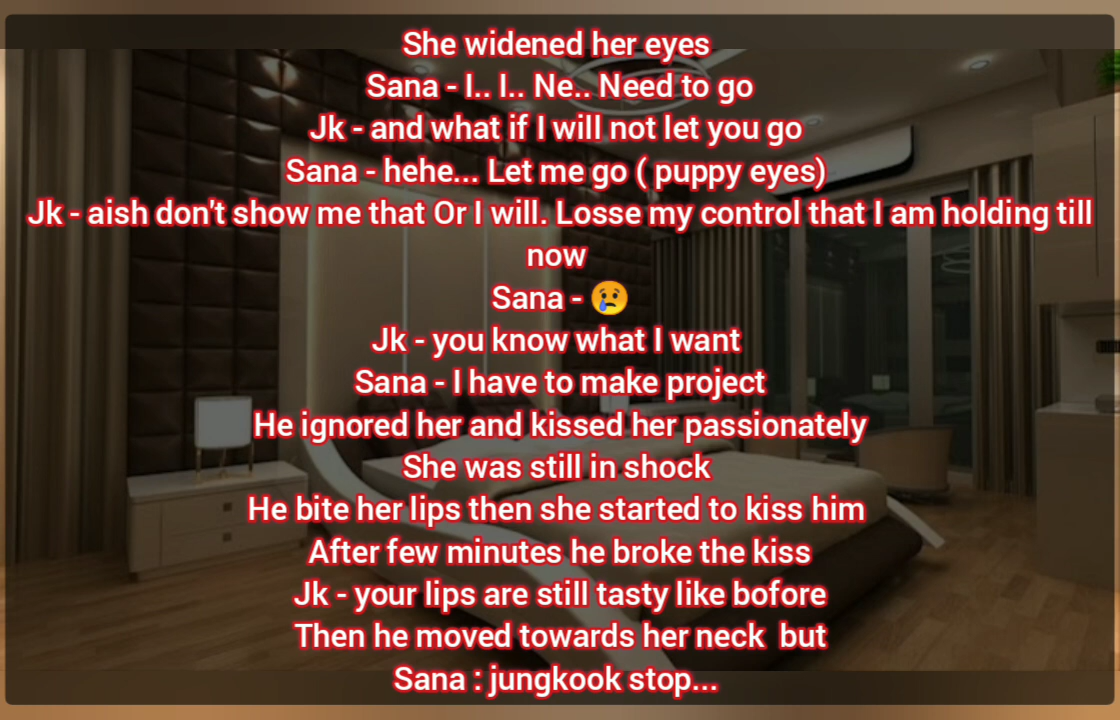 She widened her eyes
Sana - I.. I.. Ne.. Need to go
Jk - and what if I will not let you go
Sana - hehe... Let me go ( puppy eyes)
Jk - aish don't show me that Or I will. Losse my control that I am holding till
now
Sana - 😢
Jk - you know what I want
Sana - I have to make project
He ignored her and kissed her passionately
She was still in shock
He bite her lips then she started to kiss him
After few minutes he broke the kiss
Jk - your lips are still tasty like bofore
Then he moved towards her neck  but
Sana : jungkook stop...